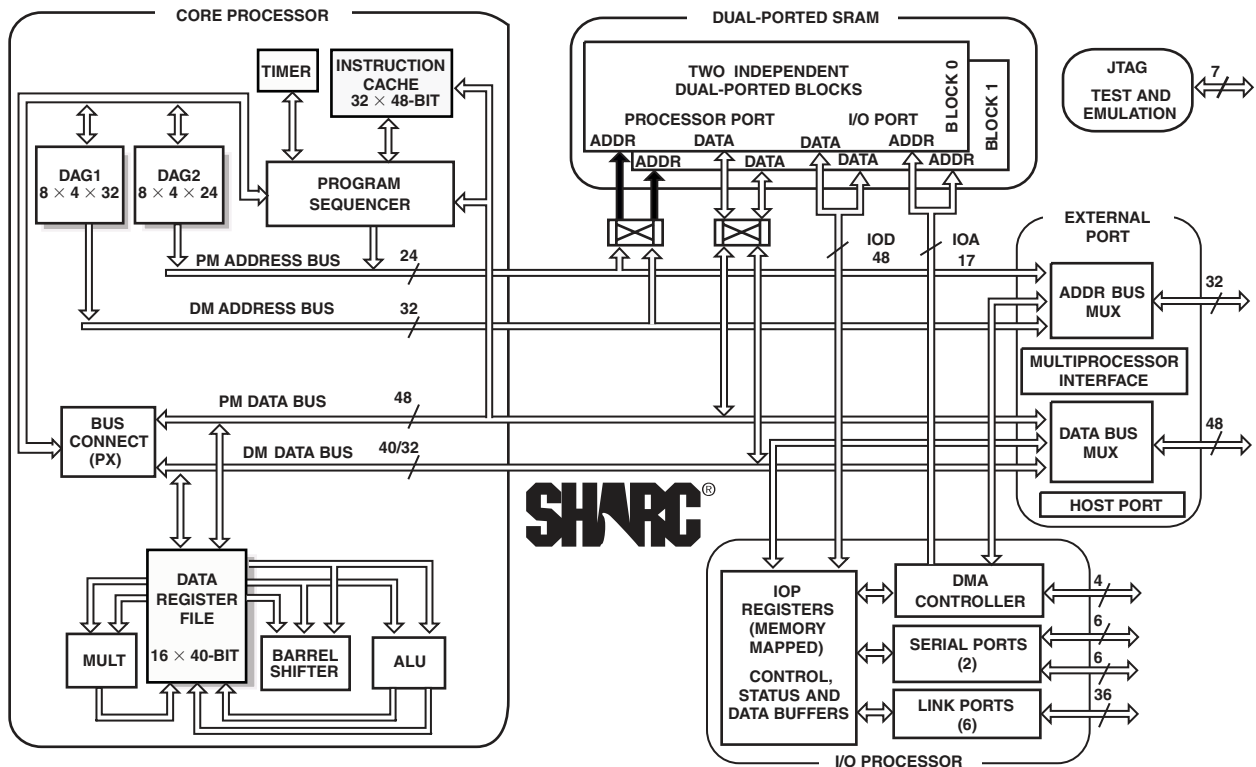 CORE PROCESSOR
TIMER
INSTRUCTION
CACHE
32 × 48-BIT
DAG1
8 × 4 × 32
DAG2
8 × 4 × 24
PROGRAM
SEQUENCER
PM ADDRESS BUS
24
DM ADDRESS BUS
32
PM DATA BUS
48
DM DATA BUS
40/32
BUS
CONNECT
(PX)
DATA
REGISTER
FILE
16 × 40-BIT
MULT
BARREL
SHIFTER
ALU
DUAL-PORTED SRAM
TWO INDEPENDENT
DUAL-PORTED BLOCKS
BLOCK 0
BLOCK 1
PROCESSOR PORT
I/O PORT
ADDR
DATA
DATA
ADDR
ADDR
DATA
DATA
ADDR
IOD
48
IOA
17
JTAG
TEST AND
EMULATION
7
EXTERNAL
PORT
ADDR BUS
MUX
32
MULTIPROCESSOR
INTERFACE
DATA BUS
MUX
48
HOST PORT
SHARC®
IOP
REGISTERS
(MEMORY
MAPPED)
CONTROL,
STATUS AND
DATA BUFFERS
DMA
CONTROLLER
4
SERIAL PORTS
(2)
6
6
LINK PORTS
(6)
36
I/O PROCESSOR